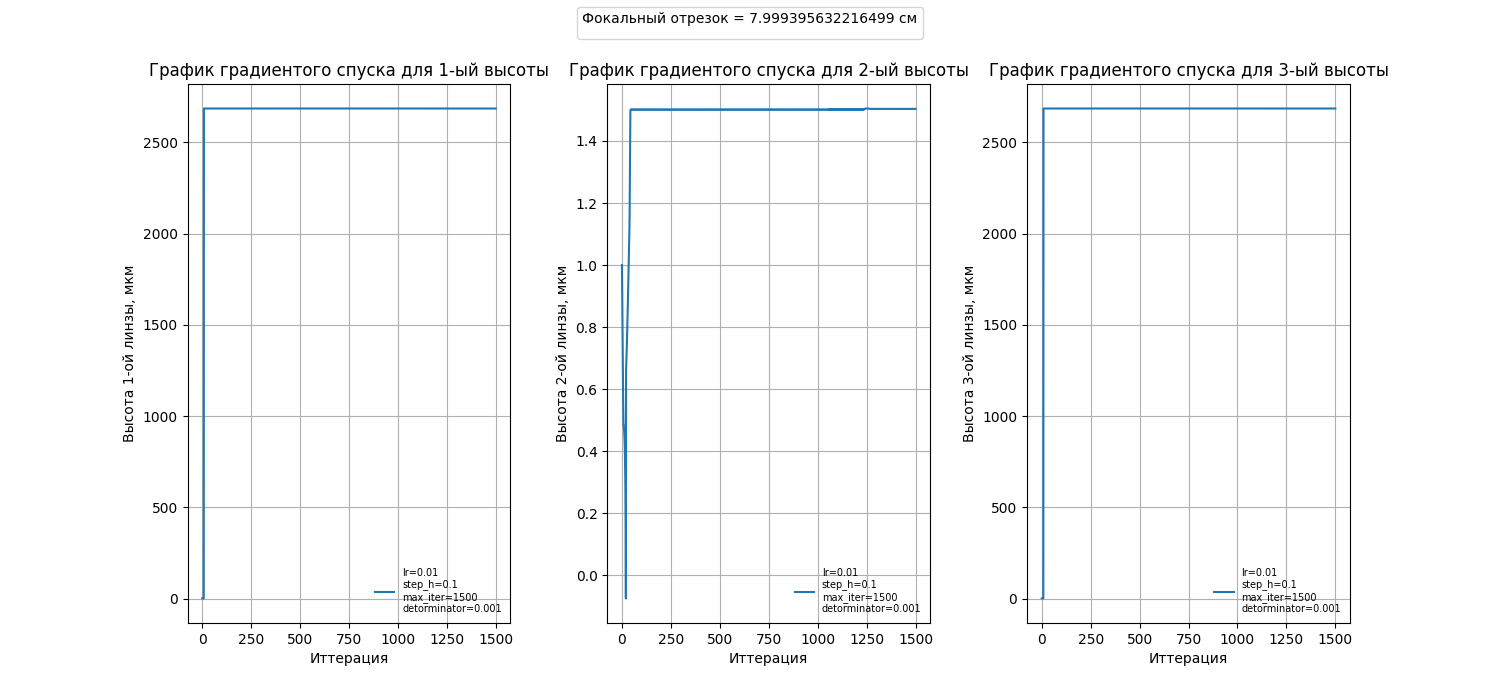 Фокальный отрезок = 7.999395632216499 см
График градиентого спуска для 1-ый высоты
Высота 1-ой линзы, мкм
2500
2000
1500
1000
500
0
lr=0.01
step_h=0.1
max_iter=1500
detorminator=0.001
0 250 500 750 1000 1250 1500
Иттерация
График градиентого спуска для 2-ый высоты
Высота 2-ой линзы, мкм
1.4
1.2
1.0
0.8
0.6
0.4
0.2
0.0
lr=0.01
step_h=0.1
max_iter=1500
detorminator=0.001
0 250 500 750 1000 1250 1500
Иттерация
График градиентого спуска для 3-ый высоты
Высота 3-ой линзы, мкм
2500
2000
1500
1000
500
0
lr=0.01
step_h=0.1
max_iter=1500
detorminator=0.001
0 250 500 750 1000 1250 1500
Иттерация